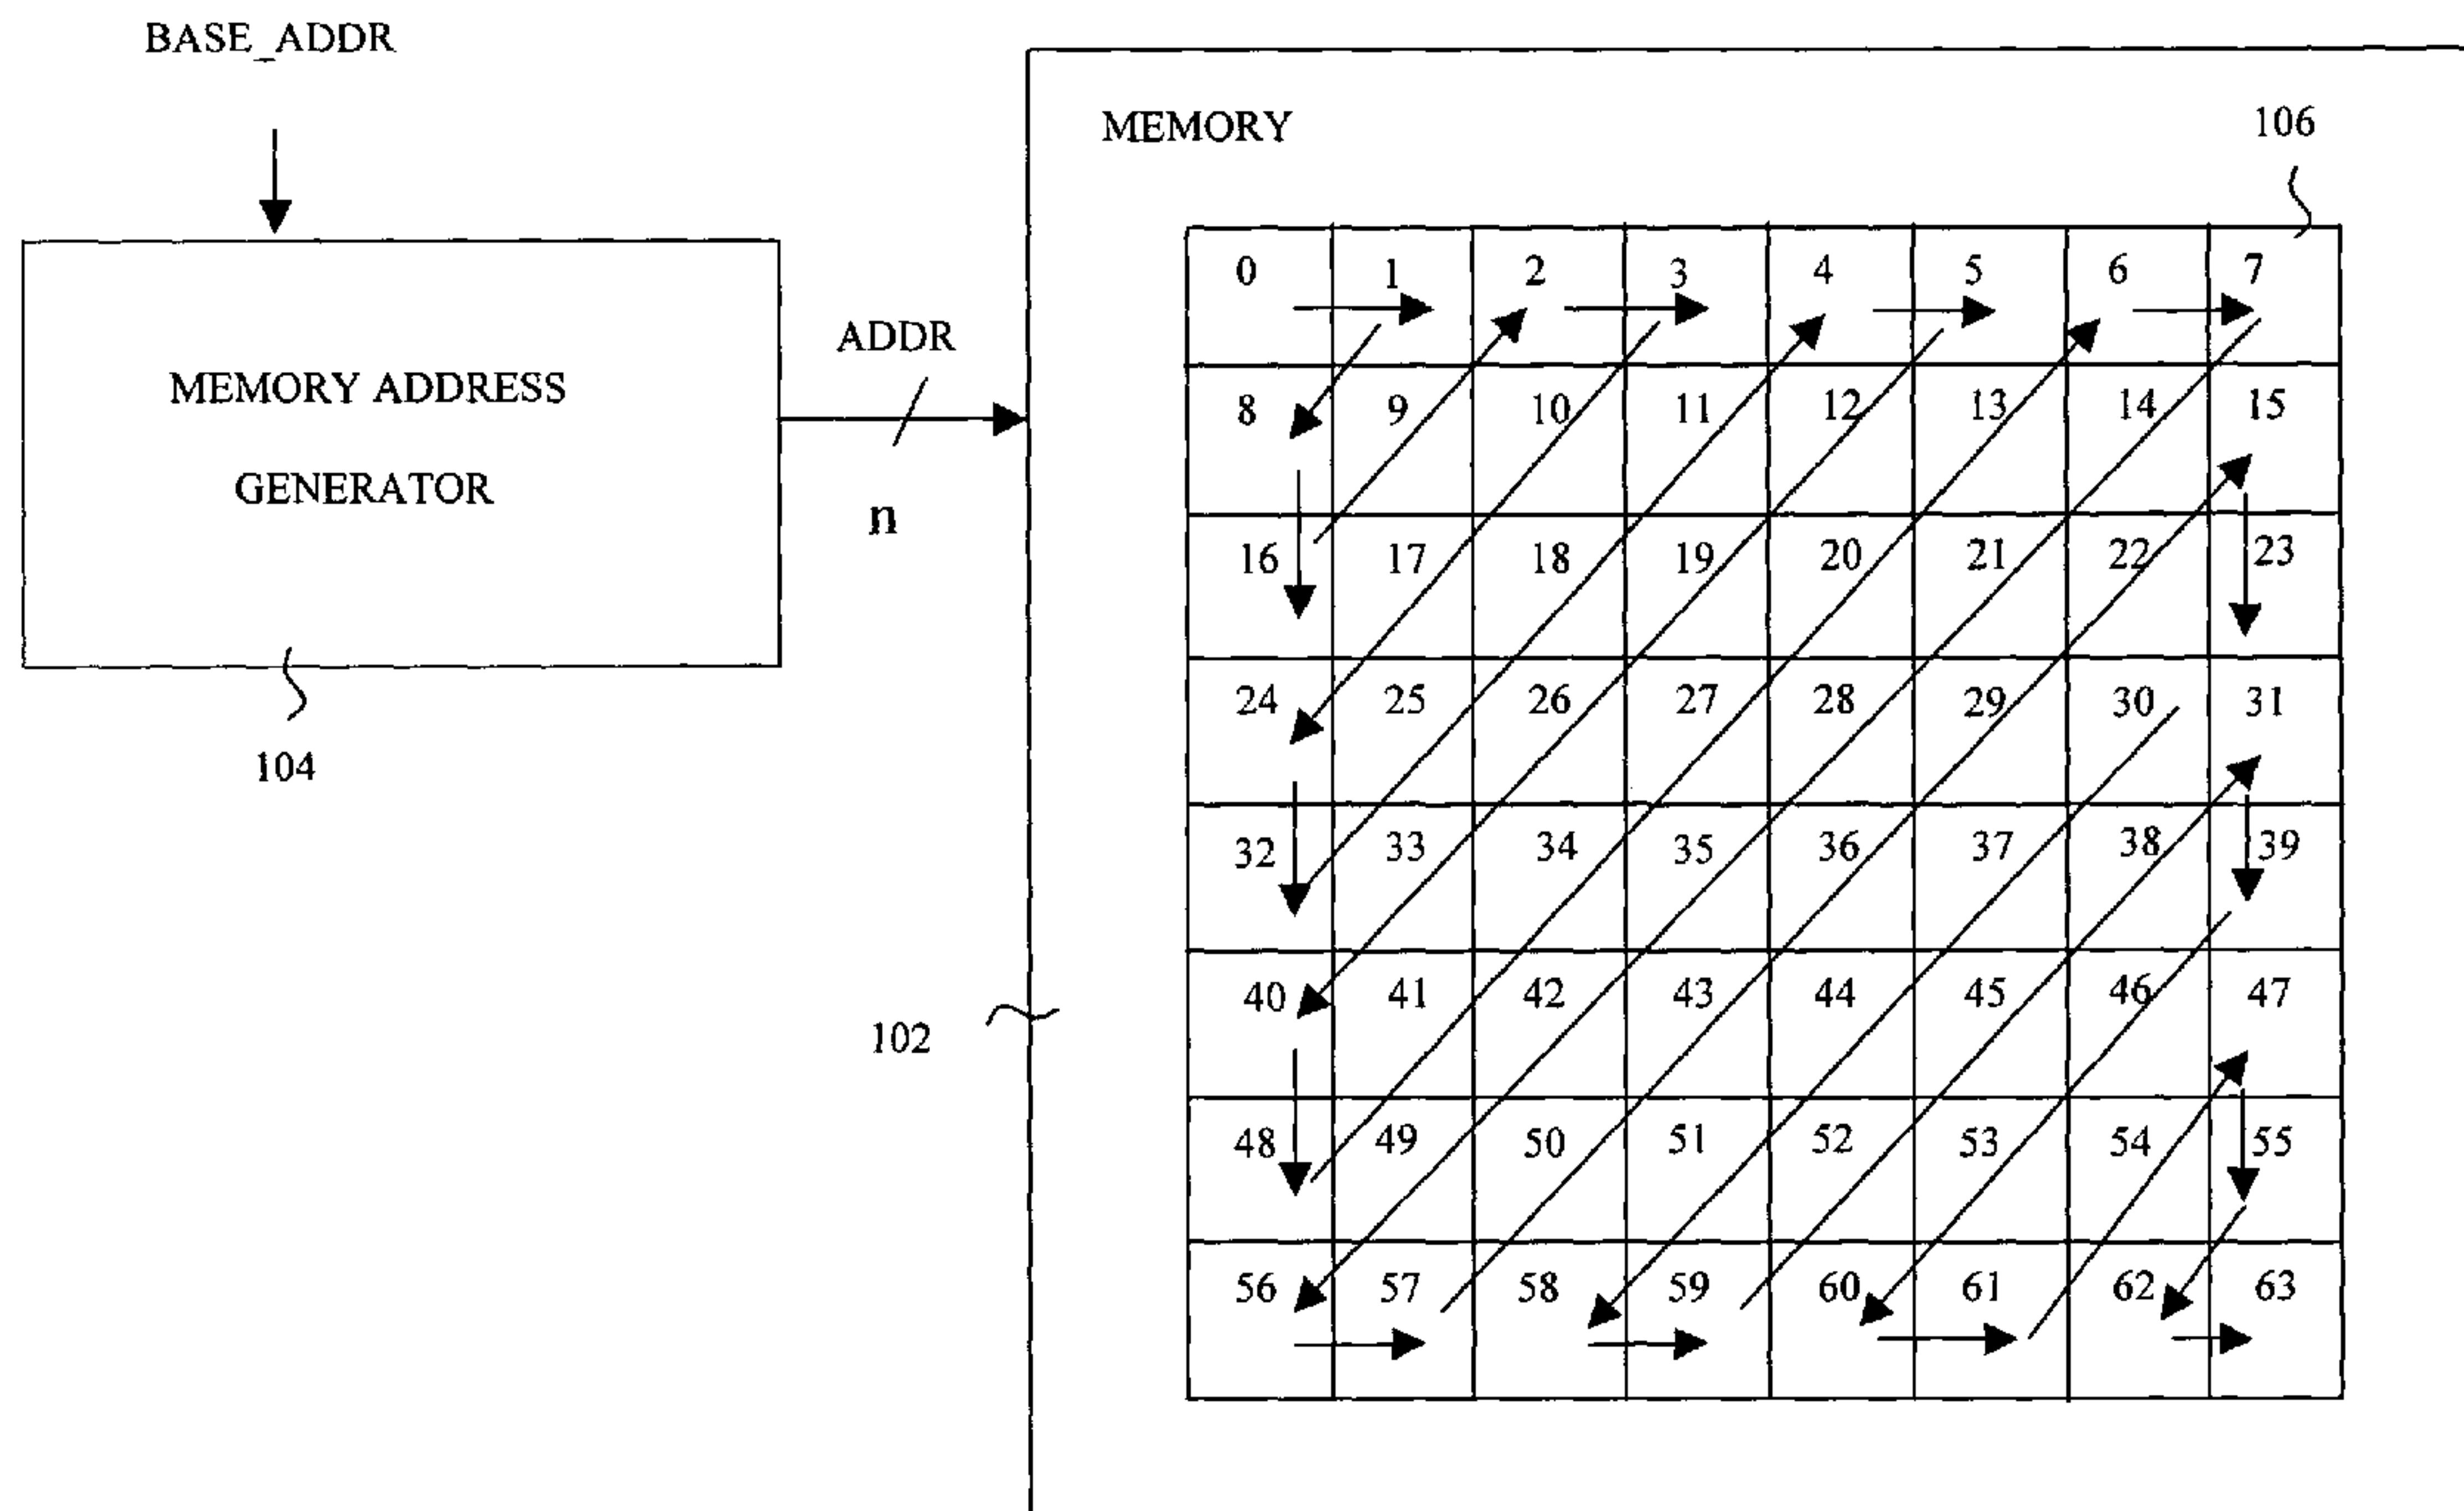 BASE_ADDR
MEMORY ADDRESS
GENERATOR
104
ADDR
n
102
MEMORY
106
0 1 2 3 4 5 6 7
8 9 10 11 12 13 14 15
16 17 18 19 20 21 22 23
24 25 26 27 28 29 30 31
32 33 34 35 36 37 38 39
40 41 42 43 44 45 46 47
48 49 50 51 52 53 54 55
56 57 58 59 60 61 62 63